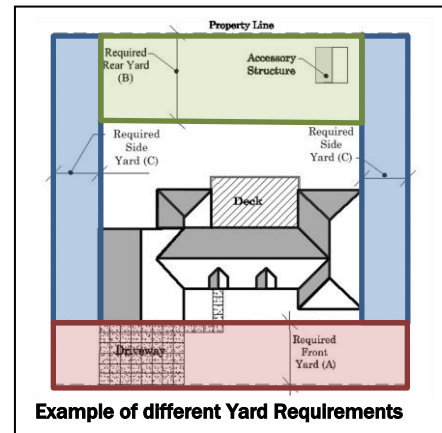 Property Line
Required
Rear Yard
(B)
Accessory
Structure
Required
Side
Yard (C)
Required
Side
Yard (C)
Deck
Driveway
Required
Front
Yard (A)
Example of different Yard Requirements